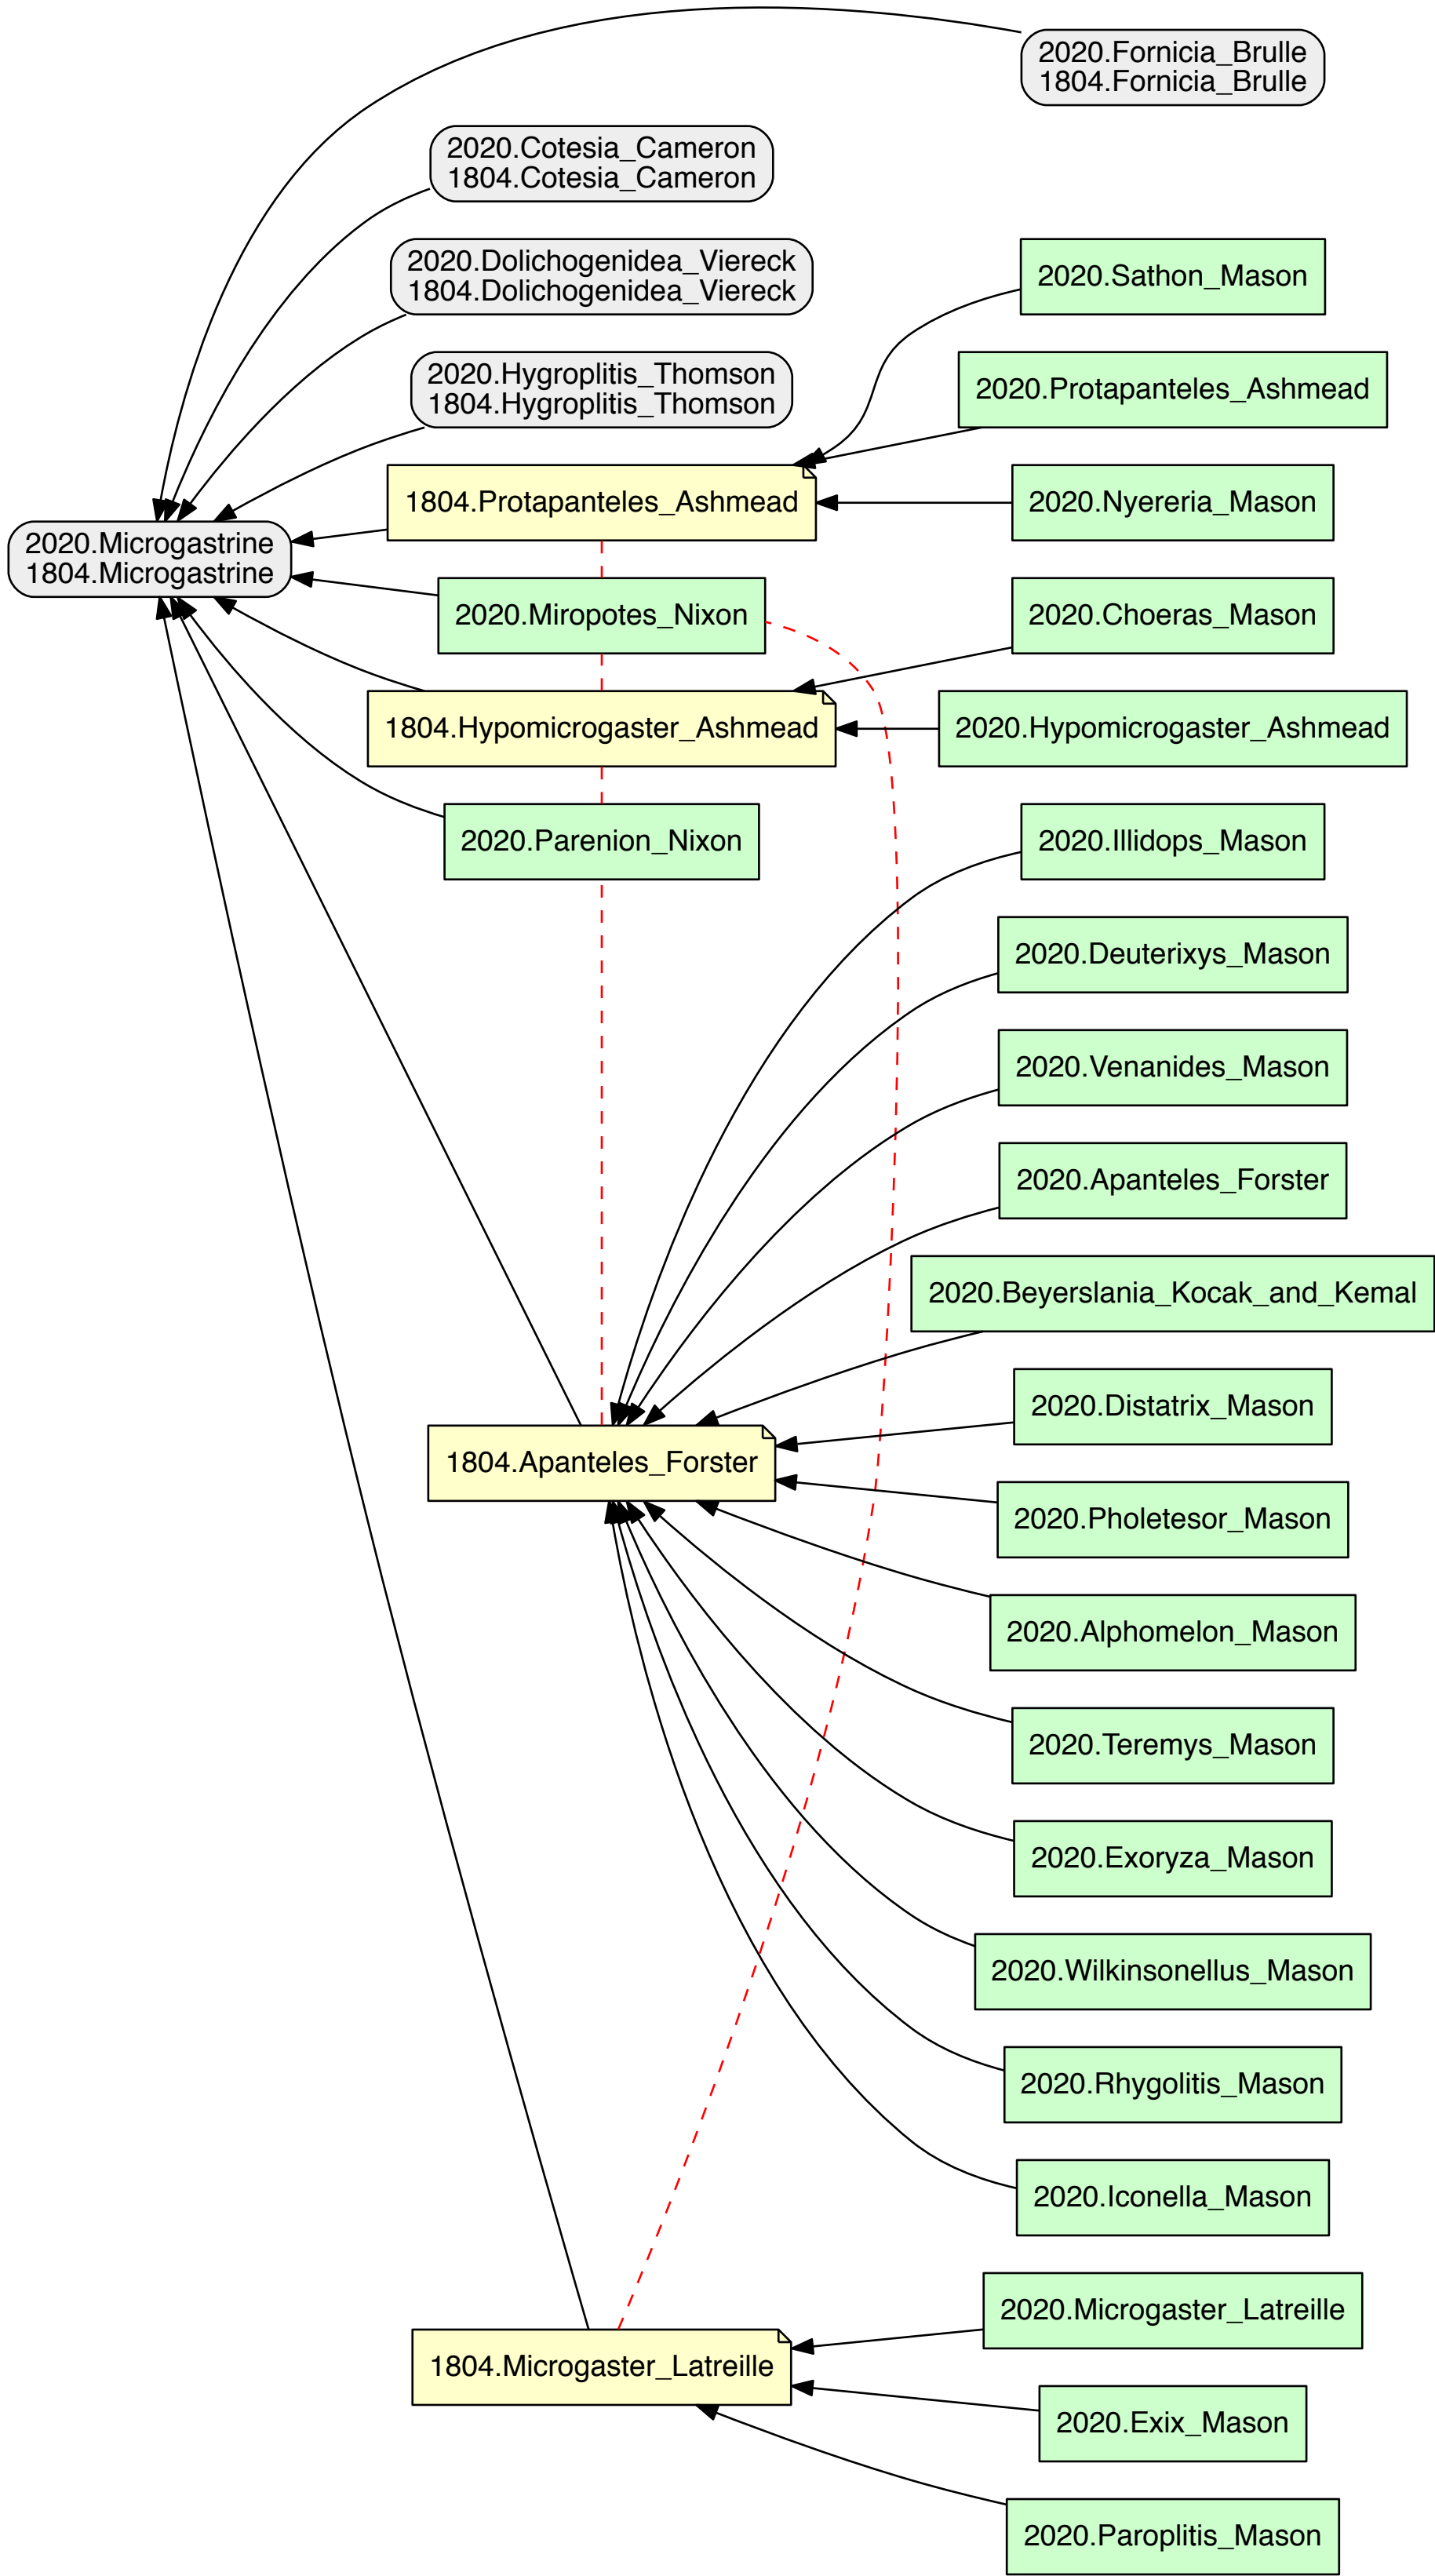 2020.Fornicia_Brulle
1804.Fornicia_Brulle
2020.Cotesia_Cameron
1804.Cotesia_Cameron
2020.Dolichogenidea_Viereck
1804.Dolichogenidea_Viereck
2020.Sathon_Mason
2020.Hygroplitis_Thomson
1804.Hygroplitis_Thomson
2020.Protapanteles_Ashmead
1804.Protapanteles_Ashmead
2020.Nyereria_Mason
2020.Microgastrine
1804.Microgastrine
2020.Miropotes_Nixon
2020.Choeras_Mason
1804.Hypomicrogaster_Ashmead
2020.Hypomicrogaster_Ashmead
2020.Parenion_Nixon
2020.Illidops_Mason
2020.Deuterixys_Mason
2020.Venanides_Mason
2020.Apanteles_Forster
2020.Beyerslania_Kocak_and_Kemal
2020.Distatrix_Mason
1804.Apanteles_Forster
2020.Pholetesor_Mason
2020.Alphomelon_Mason
2020.Teremys_Mason
2020.Exoryza_Mason
2020.Wilkinsonellus_Mason
2020.Rhygolitis_Mason
2020.Iconella_Mason
2020.Microgaster_Latreille
1804.Microgaster_Latreille
2020.Exix_Mason
2020.Paroplitis_Mason